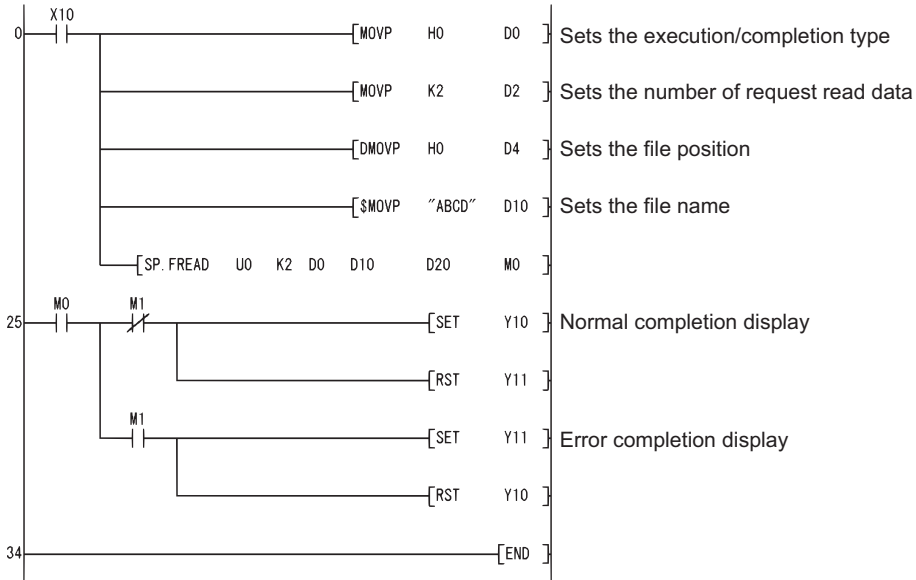 X10
0 MOVP H0 D0 Sets the execution/completion type
MOVP K2 D2 Sets the number of request read data
DMOVP H0 D4 Sets the file position
$MOVP "ABCD" D10 Sets the file name
SP.FREAD U0 K2 D0 D10 D20 M0
M0 M1
25 SET Y10 Normal completion display
RST Y11
M1
SET Y11 Error completion display
RST Y10
34 END